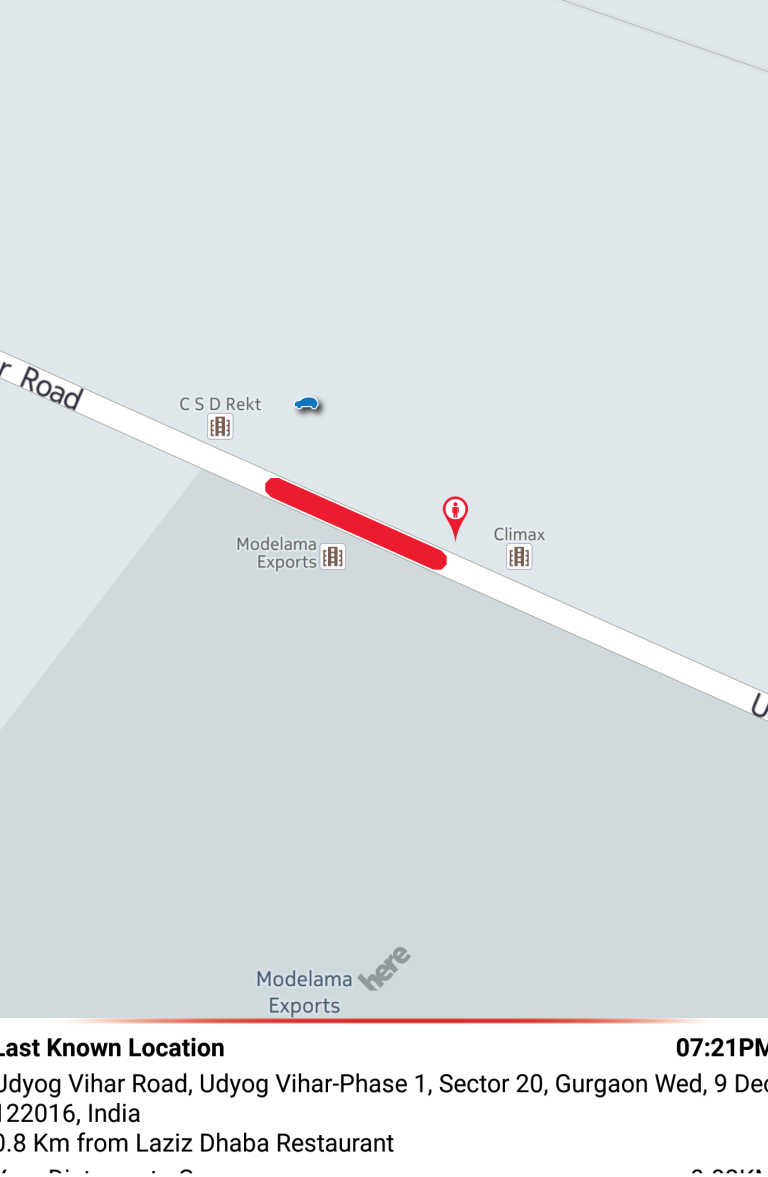 r Road
C S D Rekt
Climax
Modelama
Exports
U
here
Modelama
Exports
Last Known Location 07:21PM
Udyog Vihar Road, Udyog Vihar-Phase 1, Sector 20, Gurgaon Wed, 9 Dec
122016, India
0.8 Km from Laziz Dhaba Restaurant